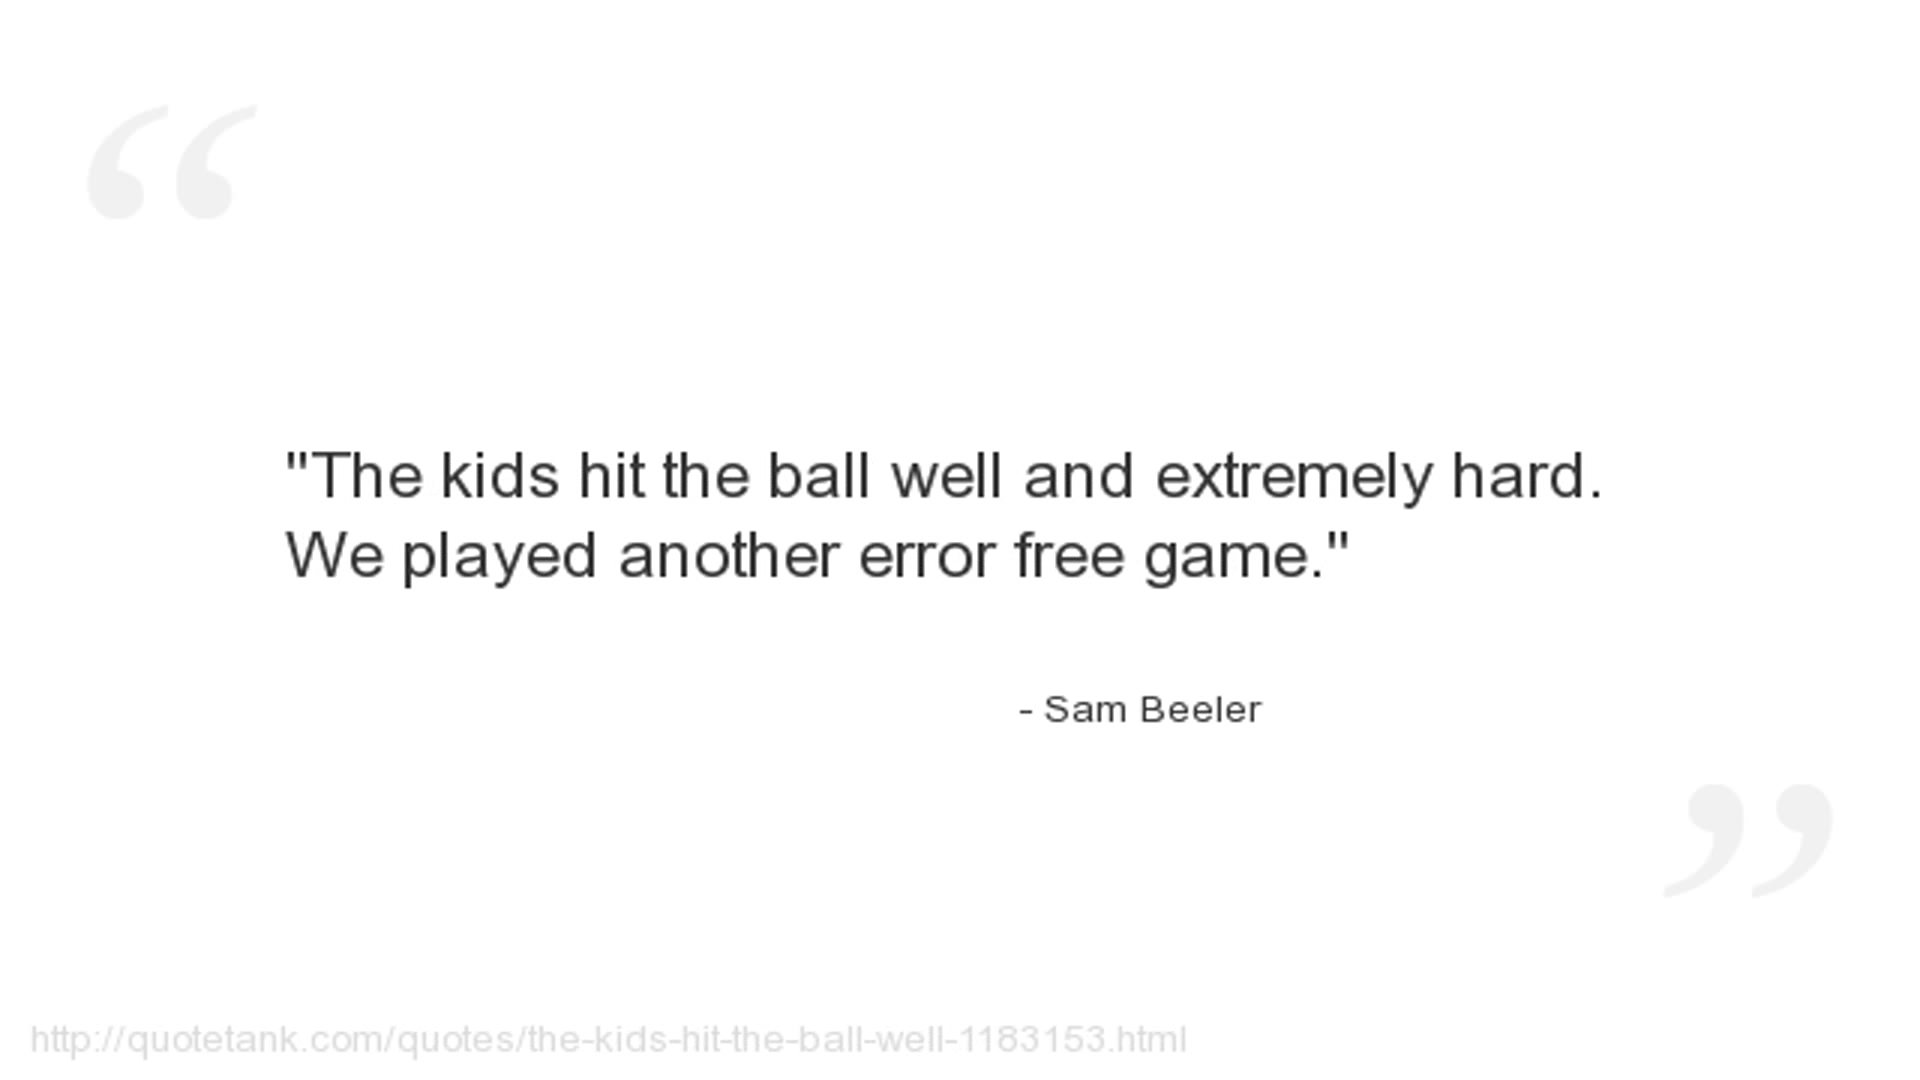 "The kids hit the ball well and extremely hard.
We played another error free game."
- Sam Beeler
http://quotetank.com/quotes/the-kids-hit-the-ball-well-1183153.html